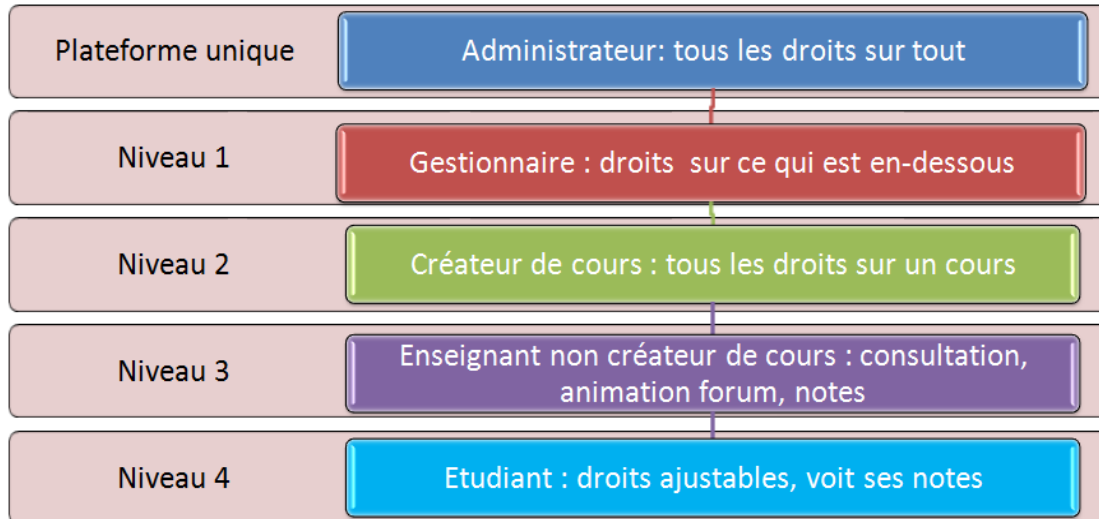 Plateforme unique
Administrateur: tous les droits sur tout
Niveau 1
Gestionnaire : droits sur ce qui est en-dessous
Niveau 2
Créateur de cours : tous les droits sur un cours
Niveau 3
Enseignant non créateur de cours : consultation,
animation forum, notes
Niveau 4
Etudiant : droits ajustables, voit ses notes